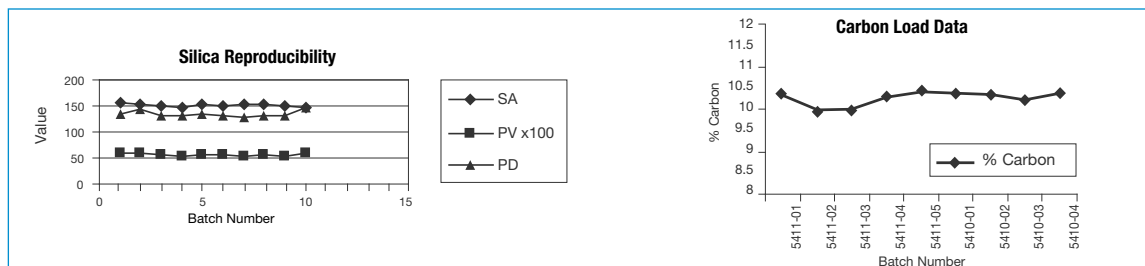 Silica Reproducibility
200
150
100
50
0
Value
0
5
10
15
Batch Number
SA
PV x100
PD
Carbon Load Data
12
11.5
11
10.5
10
9.5
8.5
8
% Carbon
% Carbon
5411-01
5411-02
5411-03
5411-04
5411-05
5410-01
5410-02
5410-03
5410-04
Batch Number